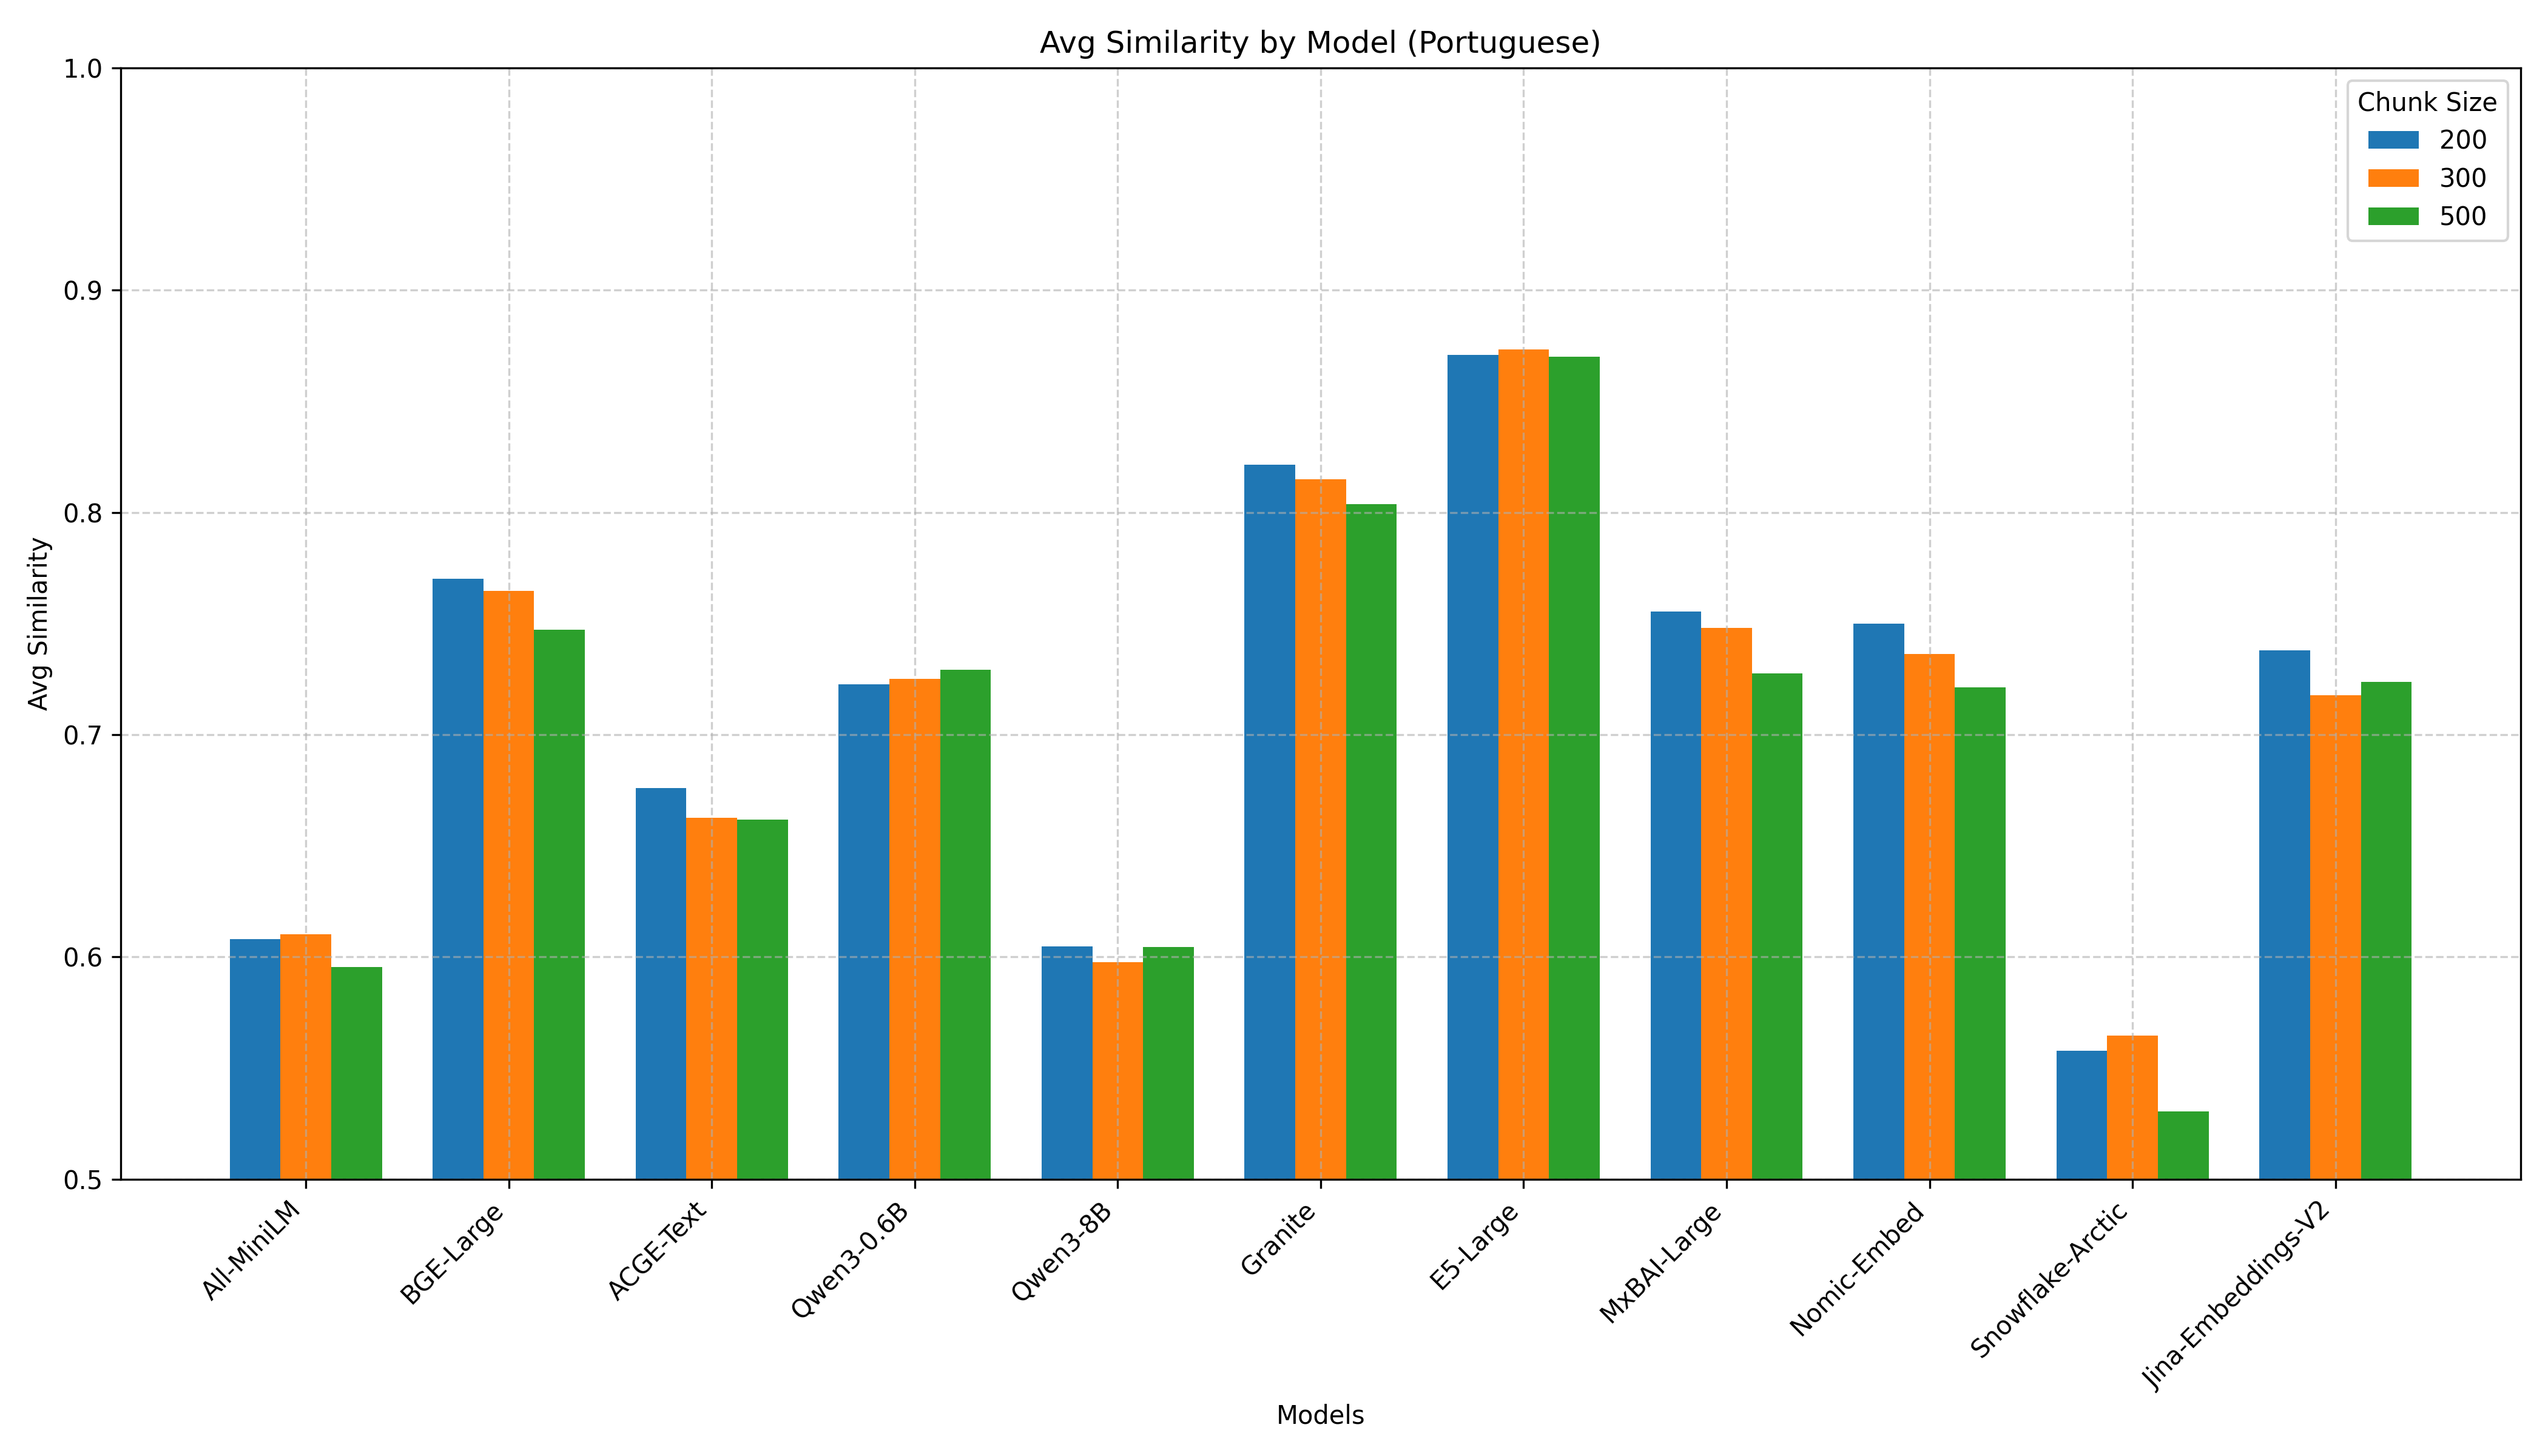 Avg Similarity by Model (Portuguese)
Chunk Size
200
300
500
Avg Similarity
1.0
0.9
0.8
0.7
0.6
0.5
All-MiniLM
BGE-Large
ACGE-Text
Qwen3-0.6B
Qwen3-8B
Granite
E5-Large
MxBAI-Large
Nomic-Embed
Snowflake-Arctic
Jina-Embeddings-V2
Models